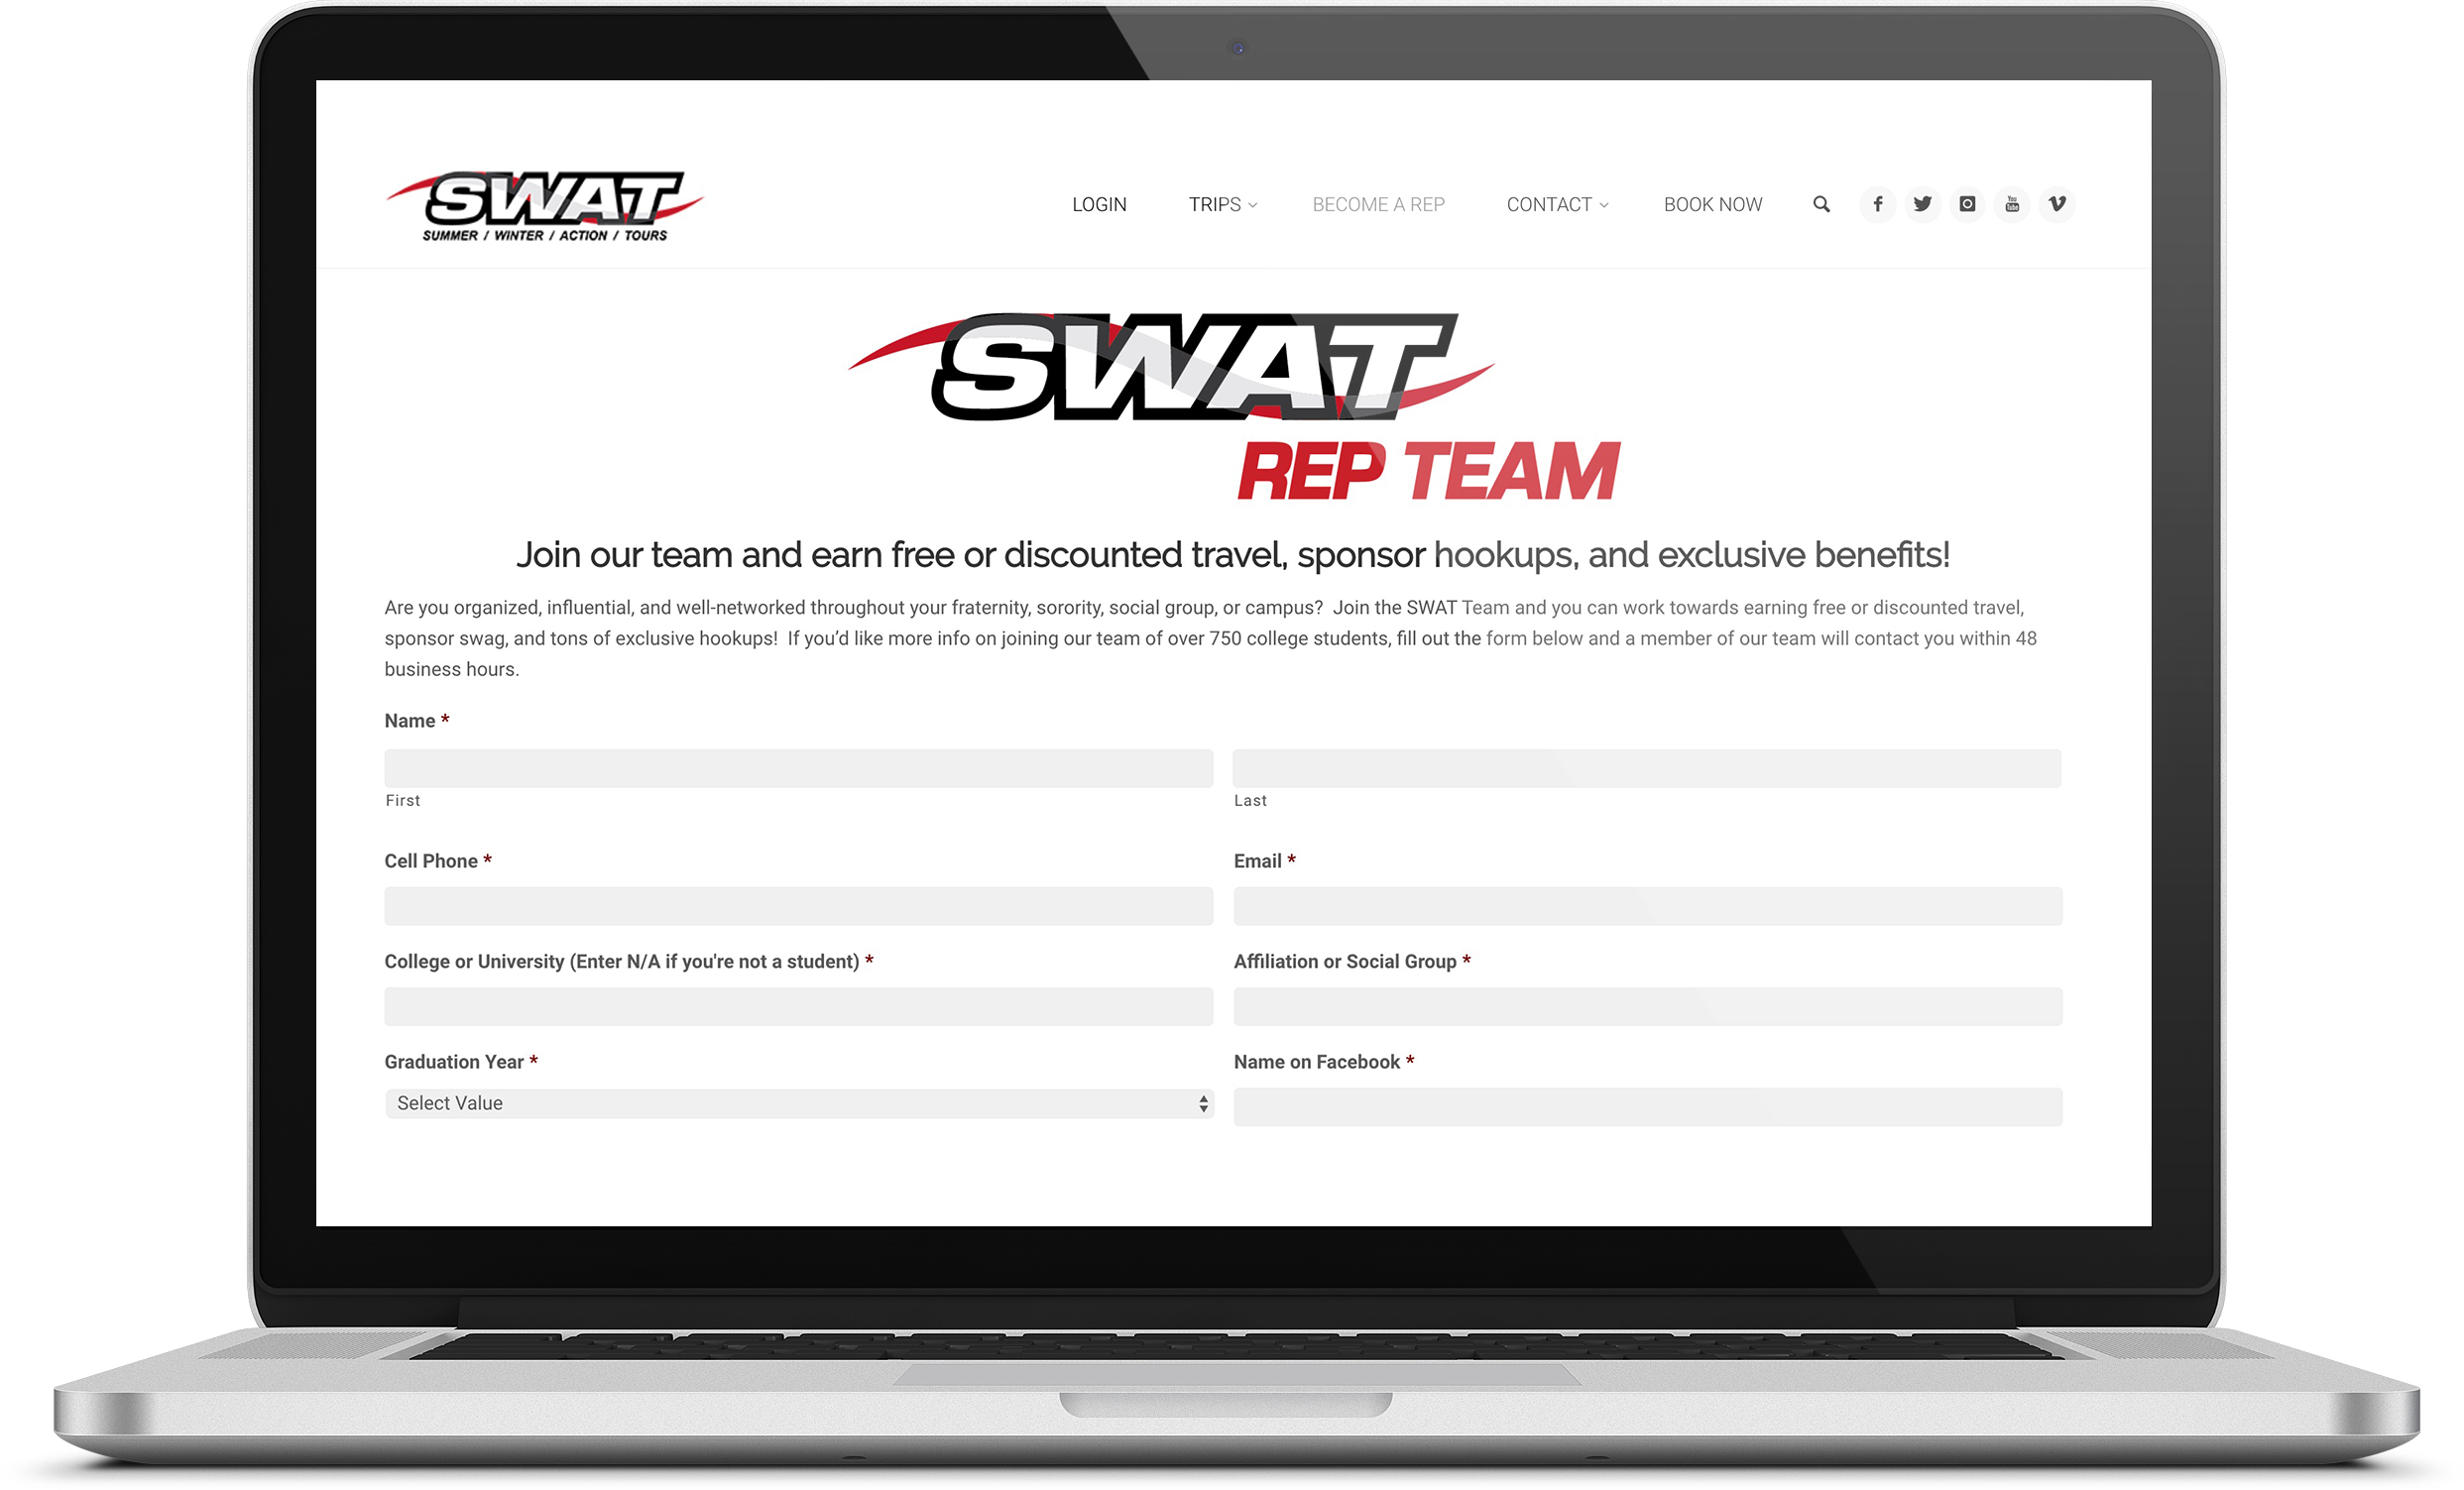 SWAT
SUMMER / WINTER / ACTION / TOURS
LOGIN TRIPS BECOME A REP CONTACT BOOK NOW
You Tube
SWAT
REP TEAM
Join our team and earn free or discounted travel, sponsor hookups, and exclusive benefits!
Are you organized, influential, and well-networked throughout your fraternity, sorority, social group, or campus?  Join the SWAT Team and you can work towards earning free or discounted travel,
sponsor swag, and tons of exclusive hookups!  If you’d like more info on joining our team of over 750 college students, fill out the form below and a member of our team will contact you within 48
business hours.
Name *
First Last
Cell Phone * Email *
College or University (Enter N/A if you're not a student) * Affiliation or Social Group *
Graduation Year * Name on Facebook *
Select Value